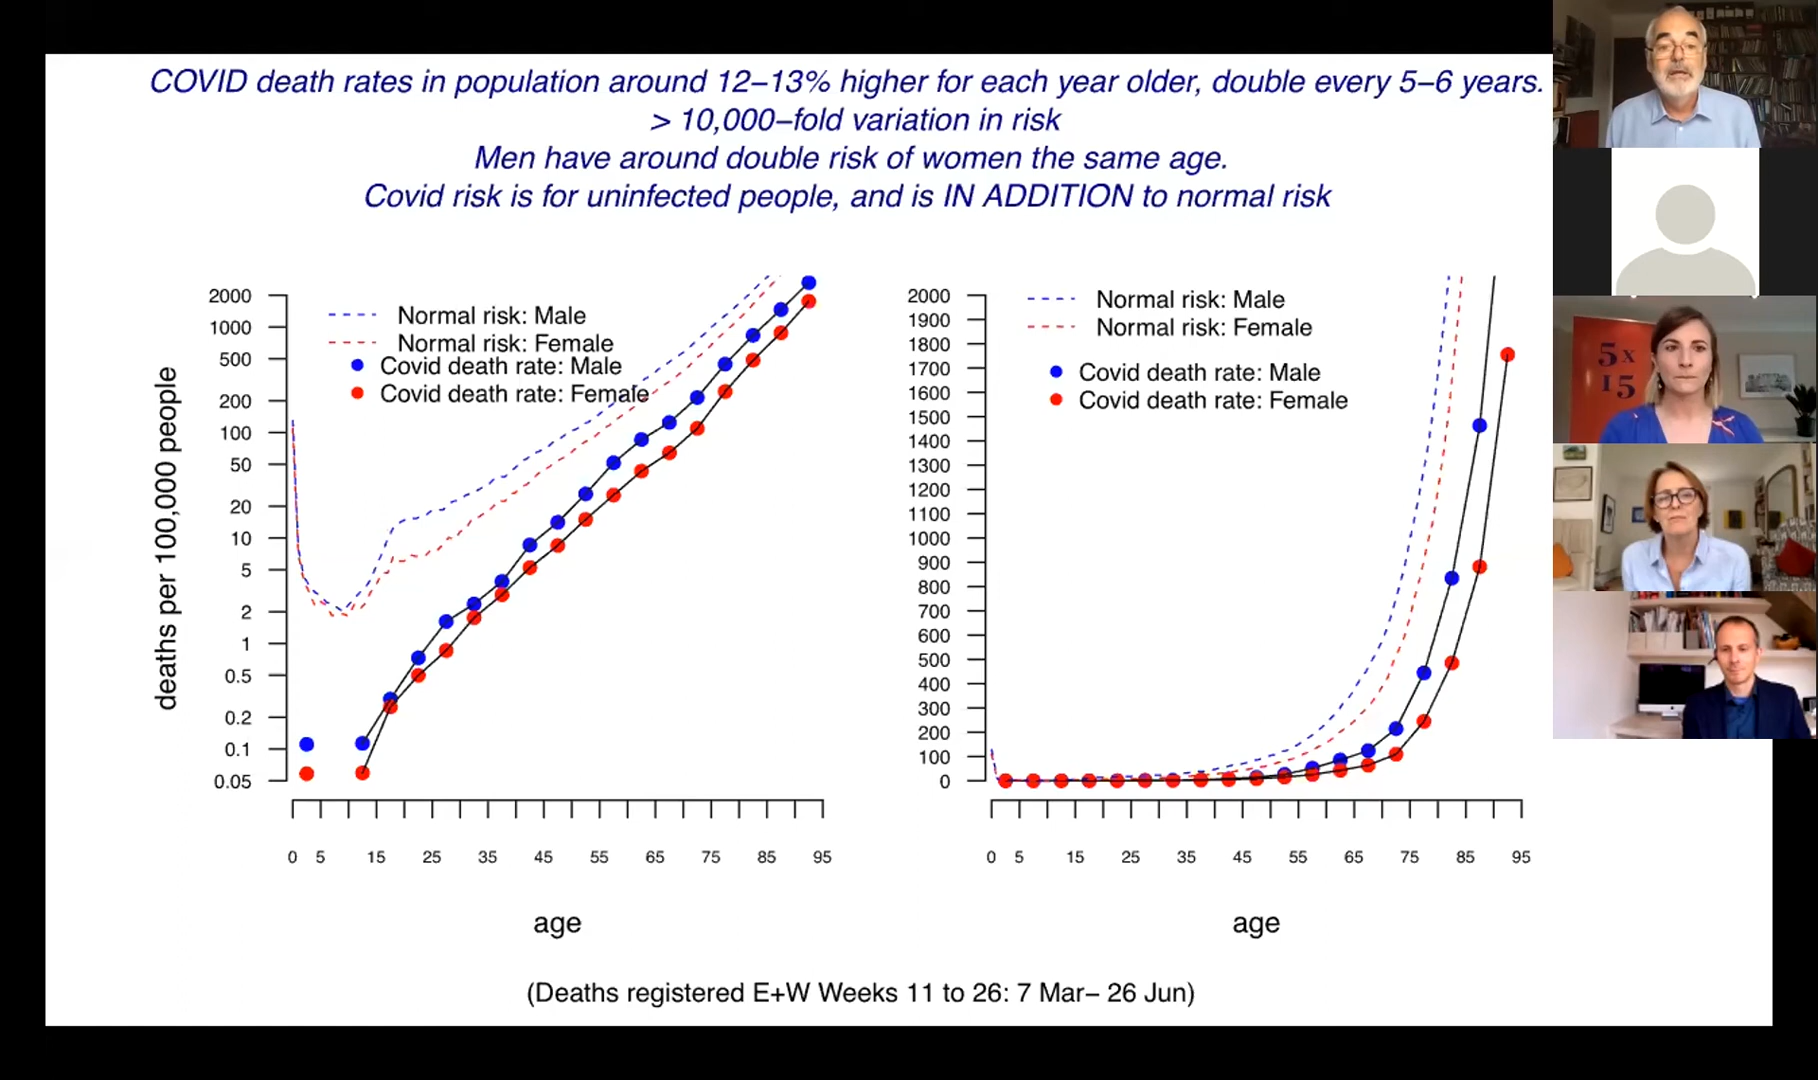 COVID death rates in population around 12–13% higher for each year older, double every 5–6 years.
> 10,000–fold variation in risk
Men have around double risk of women the same age.
Covid risk is for uninfected people, and is IN ADDITION to normal risk
deaths per 100,000 people
2000
1000
500
200
100
50
20
10
5
2
1
0.5
0.2
0.1
0.05
Normal risk: Male
Normal risk: Female
Covid death rate: Male
Covid death rate: Female
0 5 15 25 35 45 55 65 75 85 95
age
2000
1900
1800
1700
1600
1500
1400
1300
1200
1100
1000
900
800
700
600
500
400
300
200
100
0
Normal risk: Male
Normal risk: Female
Covid death rate: Male
Covid death rate: Female
0 5 15 25 35 45 55 65 75 85 95
age
(Deaths registered E+W Weeks 11 to 26: 7 Mar– 26 Jun)
5 x
15